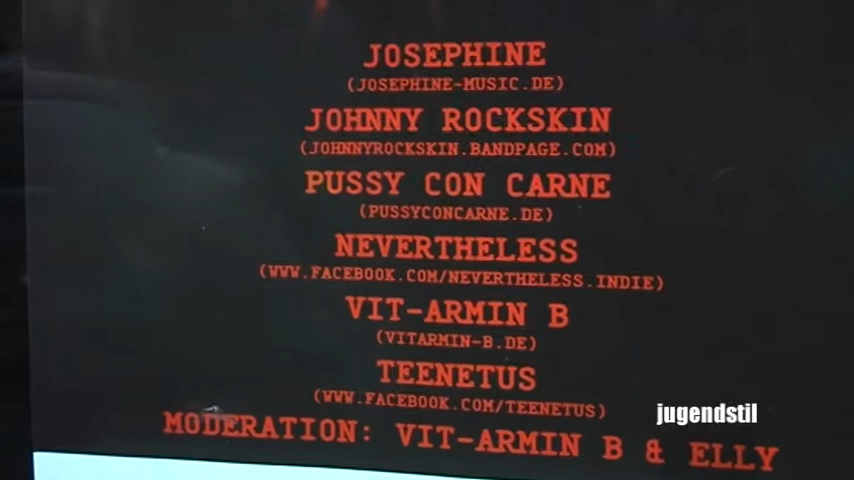 JOSEPHINE
(JOSEPHINE-MUSIC.DE)
JOHNNY ROCKSKIN
(JOHNNYROCKSKIN.BANDPAGE.COM)
PUSSY CON CARNE
(PUSSYCONCARNE.DE)
NEVERTHELESS
(WWW.FACEBOOK.COM/NEVERTHELESS.INDIE)
VIT-ARMIN B
(VITARMIN-B.DE)
TEENETUS
(WWW.FACEBOOK.COM/TEENETUS)
MODERATION: VIT-ARMIN B & ELLY
jugendstil